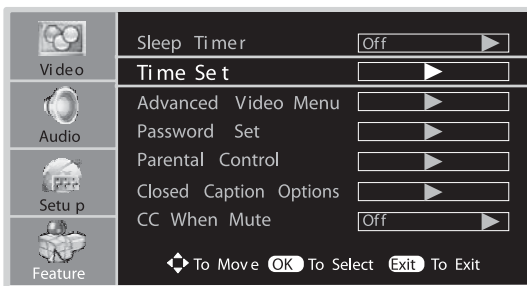 Video
Audio
Setup
Feature
Sleep Timer Off
Time Set
Advanced Video Menu
Password Set
Parental Control
Closed Caption Options
CC When Mute Off
To Move OK To Select Exit To Exit